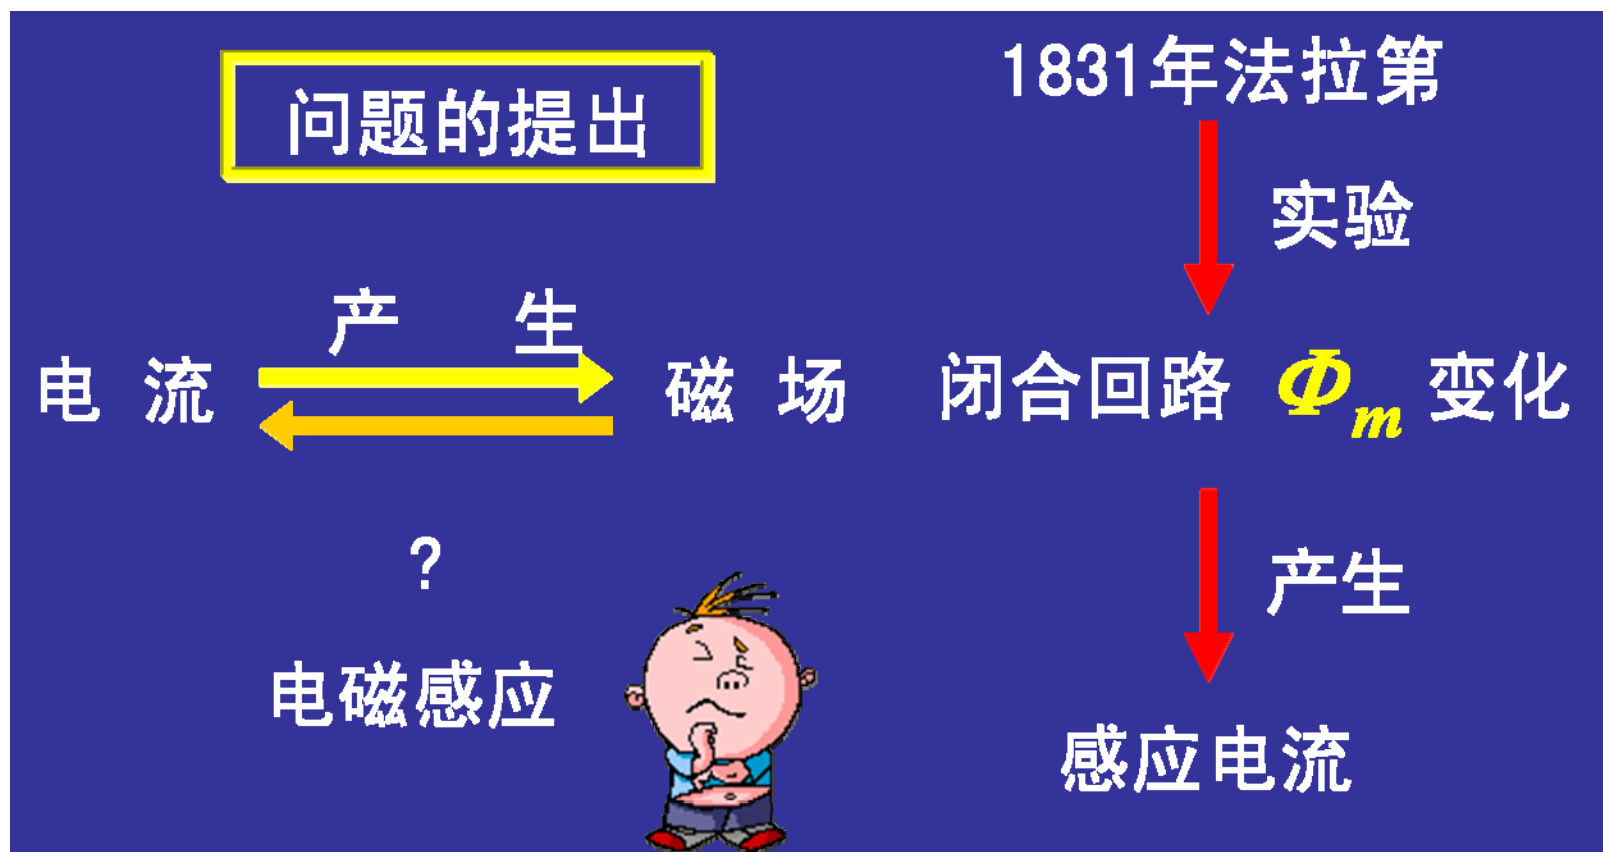 问题的提出
产 生
电 流
磁 场
?
电磁感应
1831年法拉第
实验
闭合回路 Φm 变化
产生
感应电流